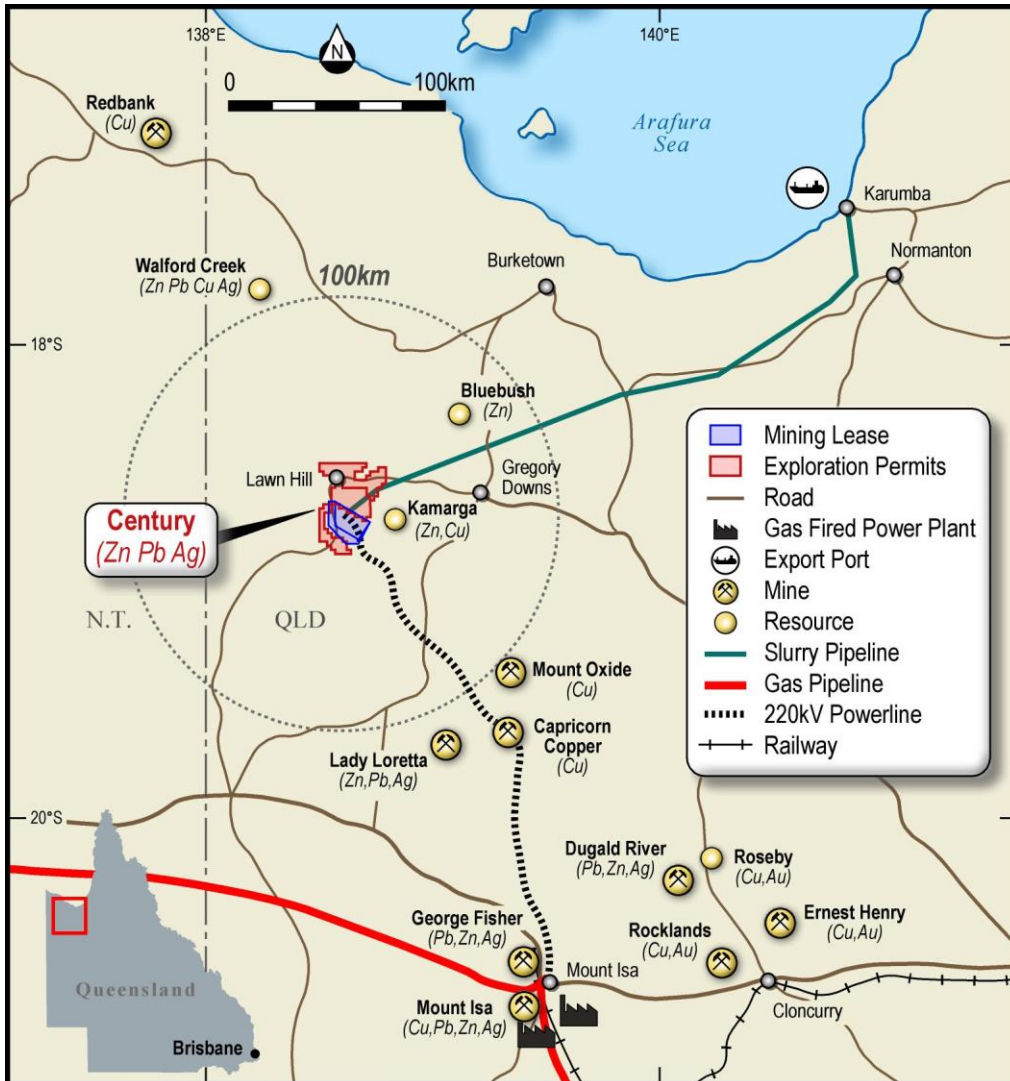 138°E
140°E
N
0 100km
Redbank
(Cu)
Arafura
Sea
Karumba
Normanton
Burketown
Walford Creek
(Zn Pb Cu Ag)
100km
18°S
Bluebush
(Zn)
Lawn Hill
Gregory
Downs
Kamarga
(Zn,Cu)
Century
(Zn Pb Ag)
N.T.
QLD
Mining Lease
Exploration Permits
Road
Gas Fired Power Plant
Export Port
Mine
Resource
Slurry Pipeline
Gas Pipeline
220kV Powerline
Railway
Mount Oxide
(Cu)
Capricorn
Copper
(Cu)
Lady Loretta
(Zn,Pb,Ag)
20°S
Dugald River
(Pb,Zn,Ag)
Roseby
(Cu,Au)
George Fisher
(Pb,Zn,Ag)
Rocklands
(Cu,Au)
Ernest Henry
(Cu,Au)
Mount Isa
Mount Isa
(Cu,Pb,Zn,Ag)
Cloncurry
Queensland
Brisbane